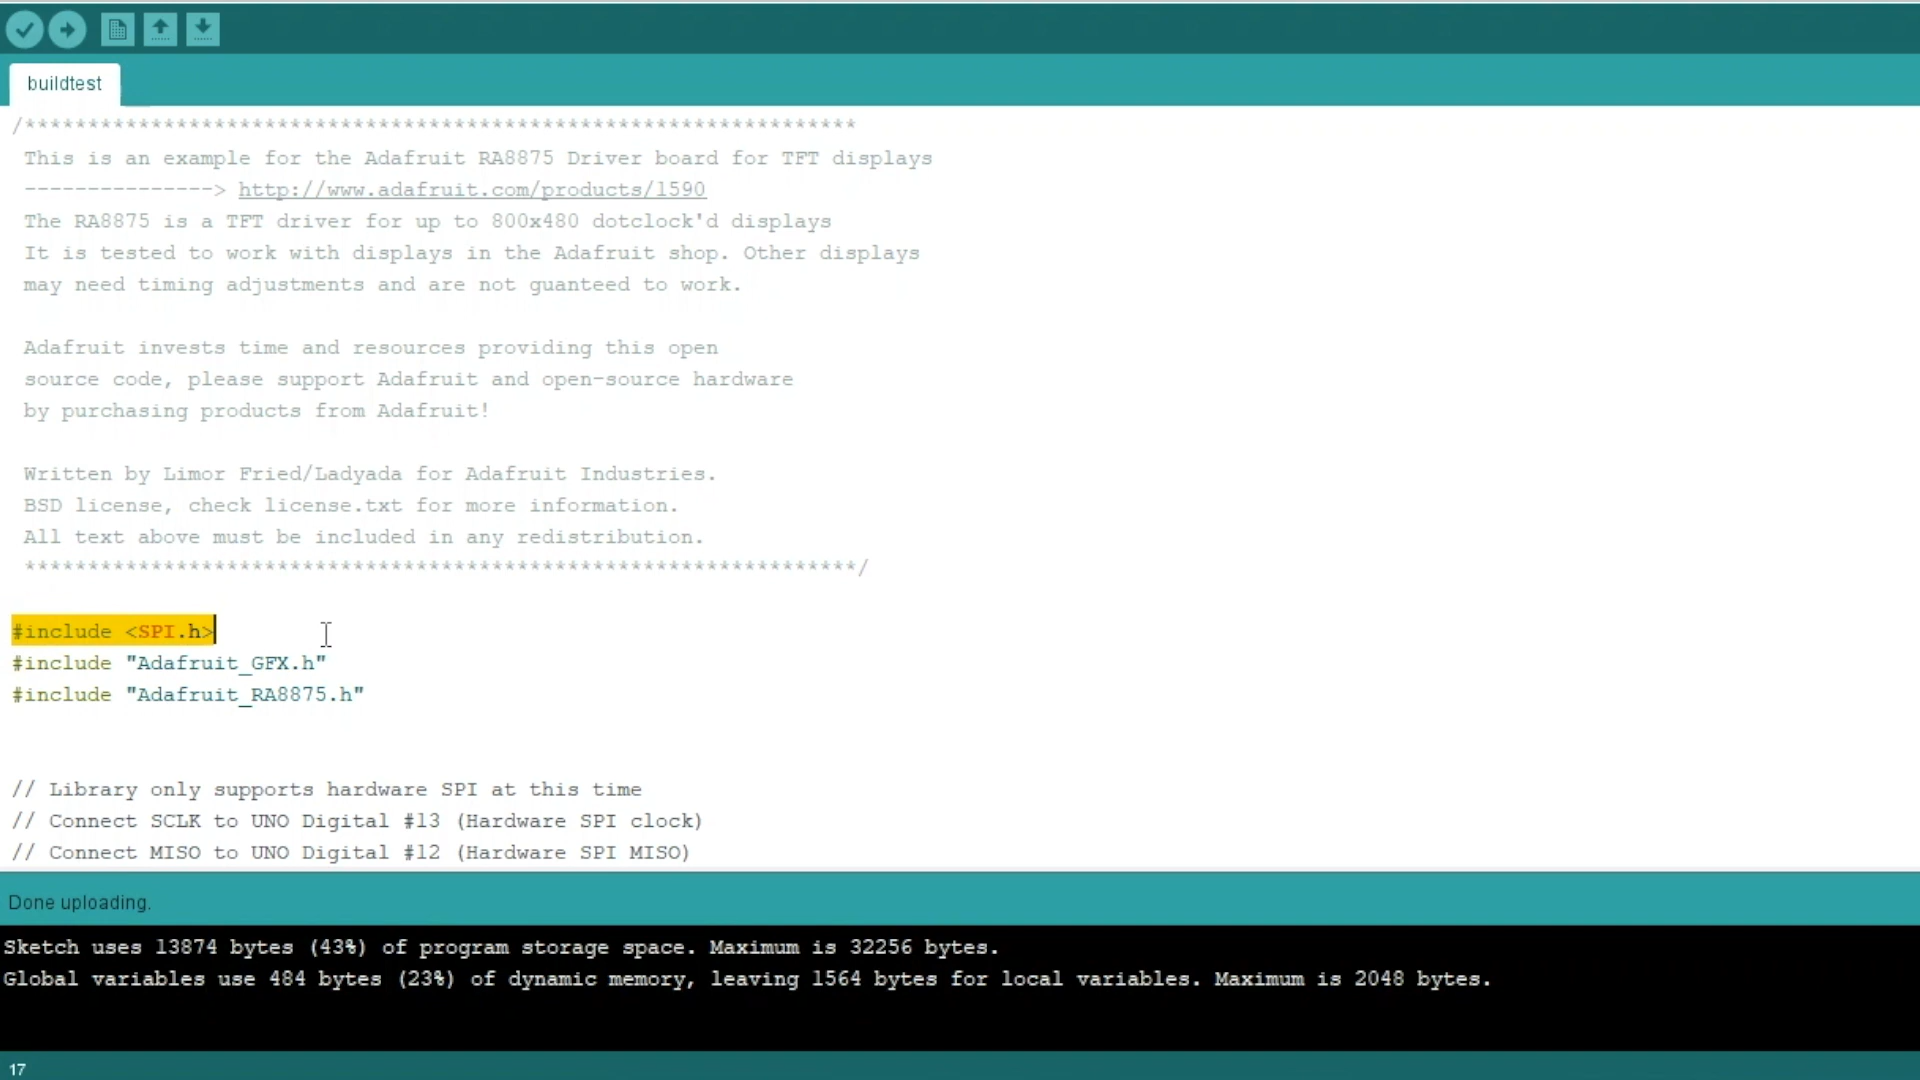 buildtest
/******************************************************************
This is an example for the Adafruit RA8875 Driver board for TFT displays
---------------> http://www.adafruit.com/products/1590
The RA8875 is a TFT driver for up to 800x480 dotclock'd displays
It is tested to work with displays in the Adafruit shop. Other displays
may need timing adjustments and are not guanteed to work.
Adafruit invests time and resources providing this open
source code, please support Adafruit and open-source hardware
by purchasing products from Adafruit!
Written by Limor Fried/Ladyada for Adafruit Industries.
BSD license, check license.txt for more information.
All text above must be included in any redistribution.
******************************************************************/
#include <SPI.h>
#include "Adafruit_GFX.h"
#include "Adafruit_RA8875.h"
// Library only supports hardware SPI at this time
// Connect SCLK to UNO Digital #13 (Hardware SPI clock)
// Connect MISO to UNO Digital #12 (Hardware SPI MISO)
Done uploading.
Sketch uses 13874 bytes (43%) of program storage space. Maximum is 32256 bytes.
Global variables use 484 bytes (23%) of dynamic memory, leaving 1564 bytes for local variables. Maximum is 2048 bytes.
17